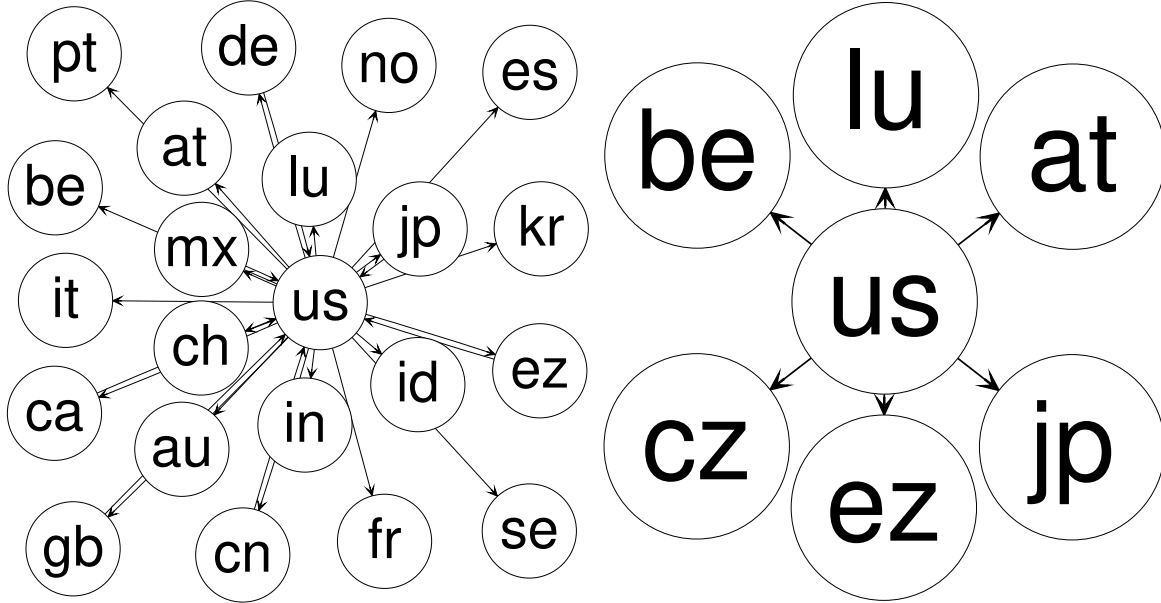 pt
de
no
es
at
lu
be
mx
jp
kr
it
us
ch
ez
ca
id
au
in
gb
cn
fr
se
lu
be
at
us
cz
jp
ez